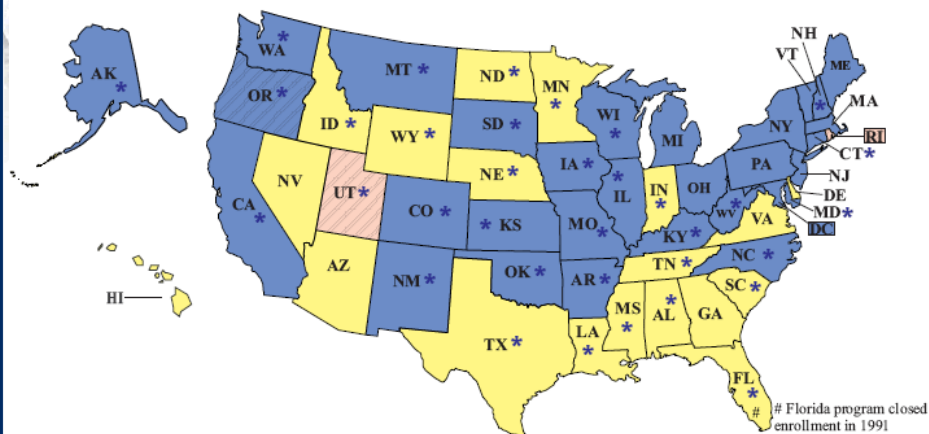 NH
VT
ME
WA *
AK
*
MT *
ND *
MN
*
MA
OR *
WI
*
NY
RI
ID *
SD *
MI
CT *
WY *
PA
NJ
IA *
NE *
*
IL
IN
*
OH
DE
NV
UT *
MD *
CA
*
CO *
* KS
MO
*
WV
*
VA
DC
KY *
NC *
TN *
AZ
NM *
OK *
AR *
SC *
HI
MS
*
*
AL
GA
LA
*
TX *
FL
*
#
# Florida program closed
enrollment in 1991